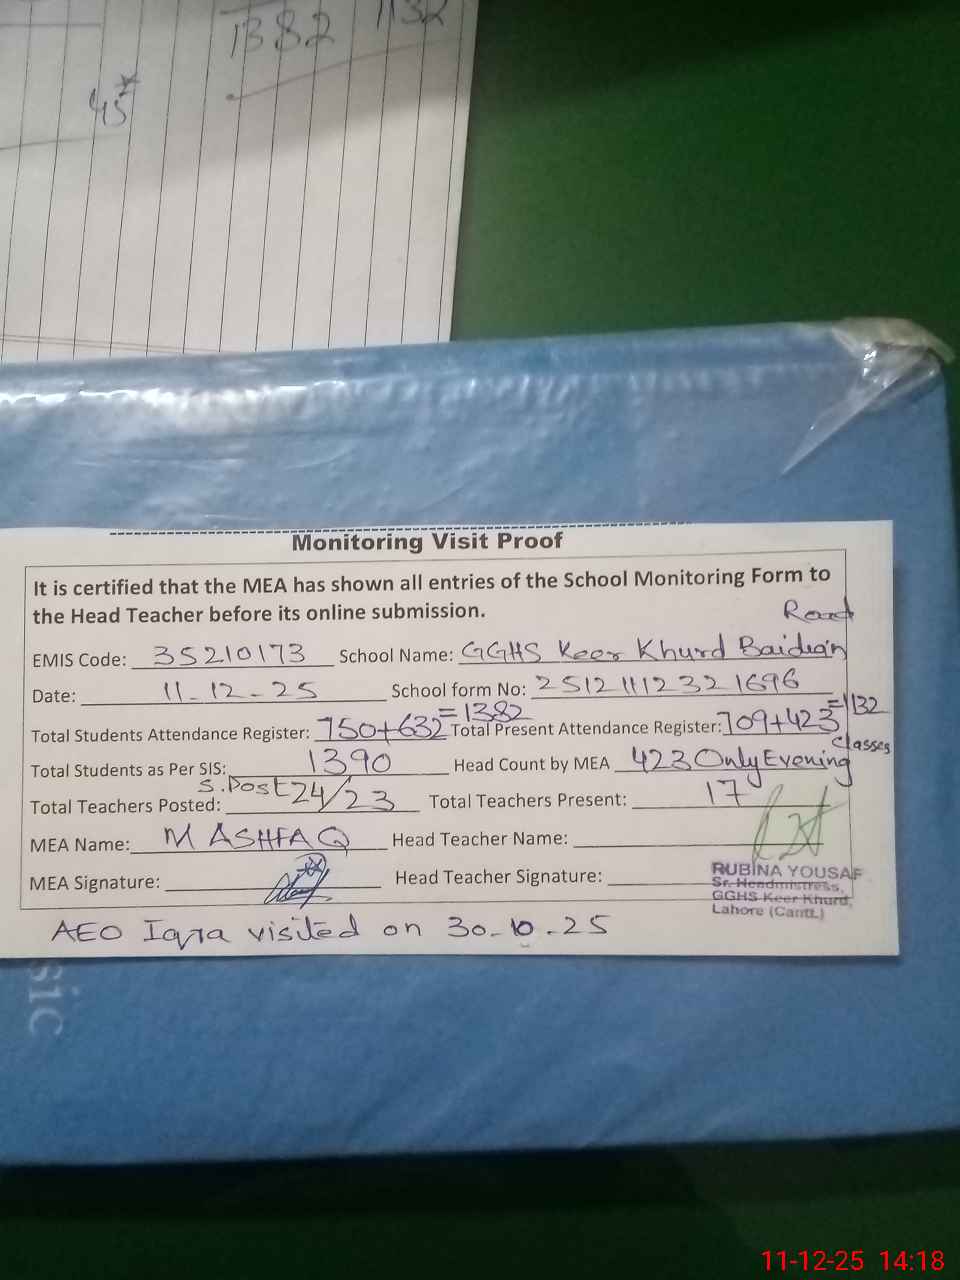 1382 1132
45
Monitoring Visit Proof
It is certified that the MEA has shown all entries of the School Monitoring Form to
the Head Teacher before its online submission.
Road
EMIS Code: 35210173 School Name: GGHS Keer Khurd Baidian
Date: 11-12-25 School form No: 2512111232 1696
=1382 =1132
Total Students Attendance Register: 750+632 Total Present Attendance Register: 709+423
Classes
Total Students as Per SIS: 1390 Head Count by MEA 423 Only Evening
Total Teachers Posted: S.Post 24/23 Total Teachers Present: 17
MEA Name: M ASHFAQ Head Teacher Name:
MEA Signature: Head Teacher Signature:
RUBINA YOUSAF
Sr. Headmistress,
GGHS Keer Khurd,
Lahore (Cantt.)
AEO Iqra visited on 30-10-25
sic
11-12-25 14:18